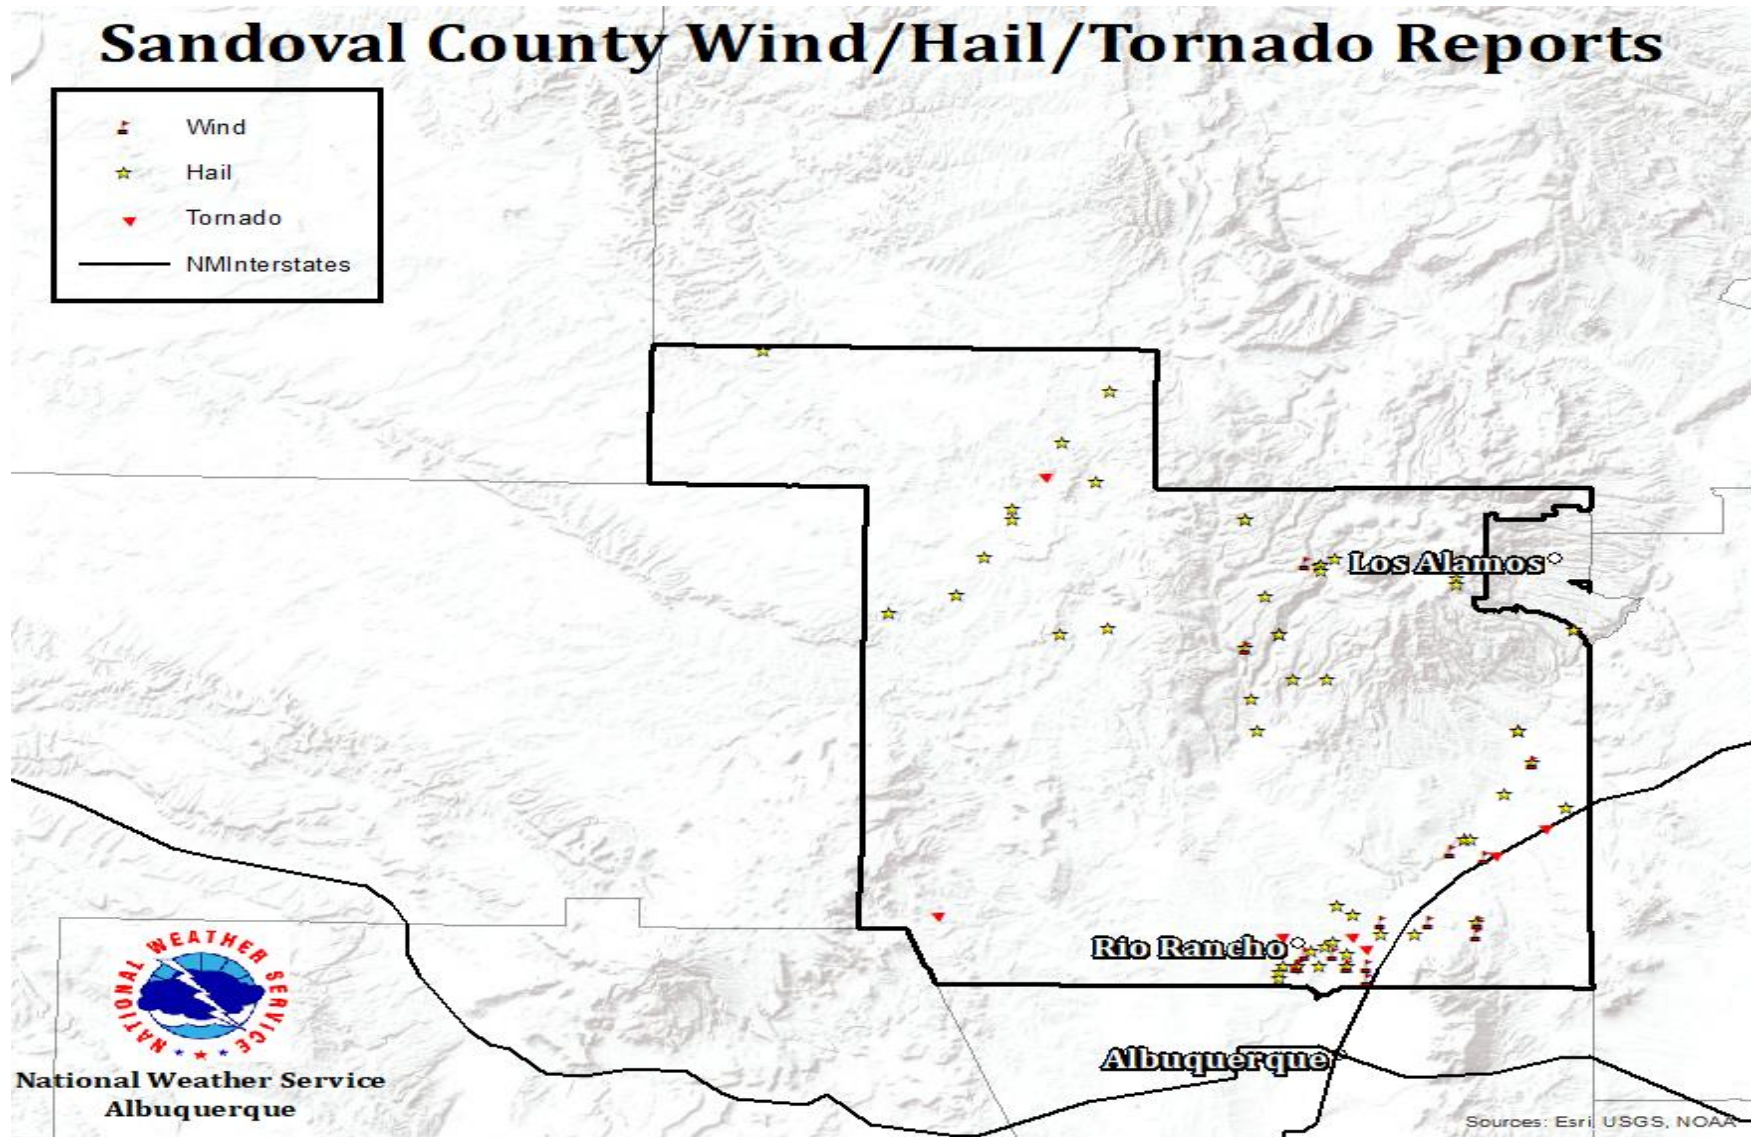 Sandoval County Wind/Hail/Tornado Reports
Wind
Hail
Tornado
NMInterstates
Los Alamos
Rio Rancho
Albuquerque
NATIONAL WEATHER SERVICE
National Weather Service
Albuquerque
Sources: Esri, USGS, NOAA